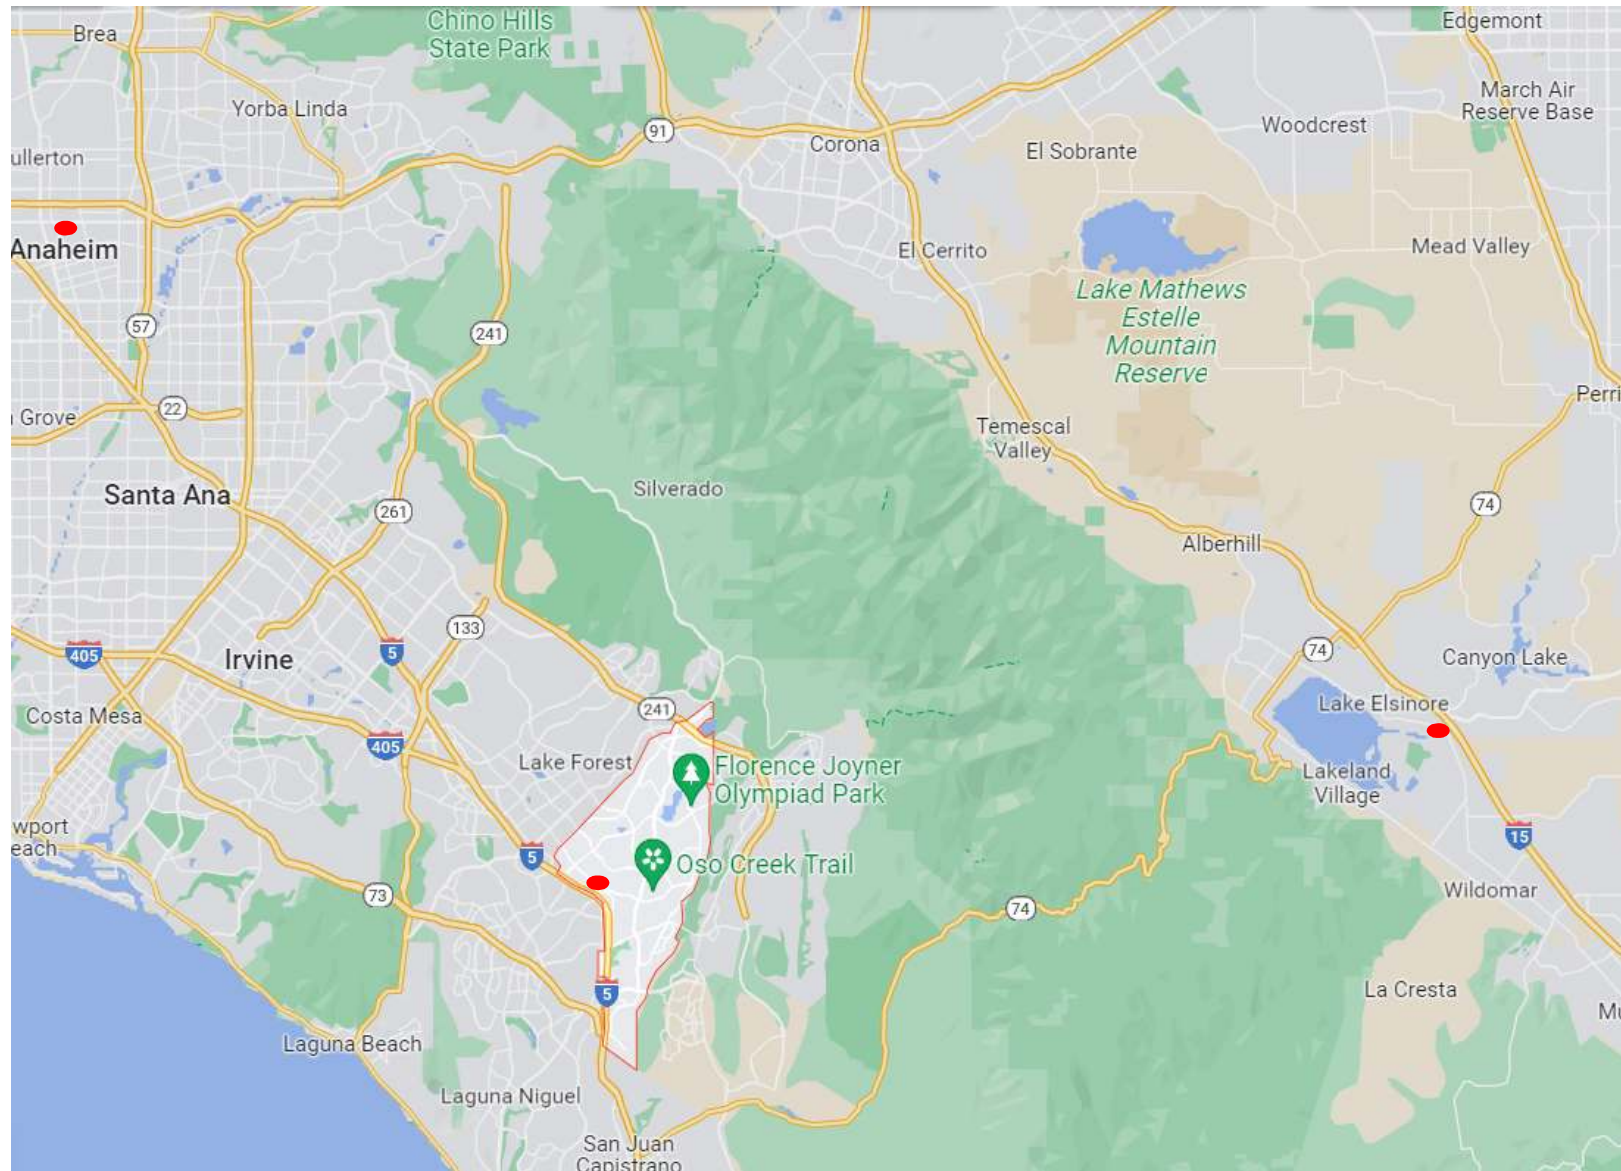 Chino Hills
State Park
Edgemont
Brea
March Air
Reserve Base
Yorba Linda
Woodcrest
91
Corona
El Sobrante
ullerton
Anaheim
El Cerrito
Mead Valley
Lake Mathews
Estelle
Mountain
Reserve
57
241
Perri
22
Grove
Temescal
Valley
Santa Ana
Silverado
261
74
Alberhill
133
405
5
Irvine
74
Canyon Lake
Lake Elsinore
Costa Mesa
241
405
Lake Forest
Florence Joyner
Olympiad Park
Lakeland
Village
wport
each
5
Oso Creek Trail
15
73
74
Wildomar
5
La Cresta
Mu
Laguna Beach
Laguna Niguel
San Juan
Capistrano